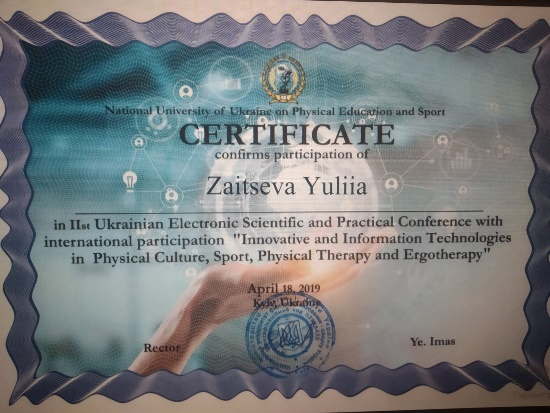 National University of Ukraine on Physical Education and Sport
CERTIFICATE
confirms participation of
Zaitseva Yuliia
in IIst Ukrainian Electronic Scientific and Practical Conference with
international participation "Innovative and Information Technologies
in Physical Culture, Sport, Physical Therapy and Ergotherapy"
April 18, 2019
Kyiv, Ukraine
Rector
Ye. Imas